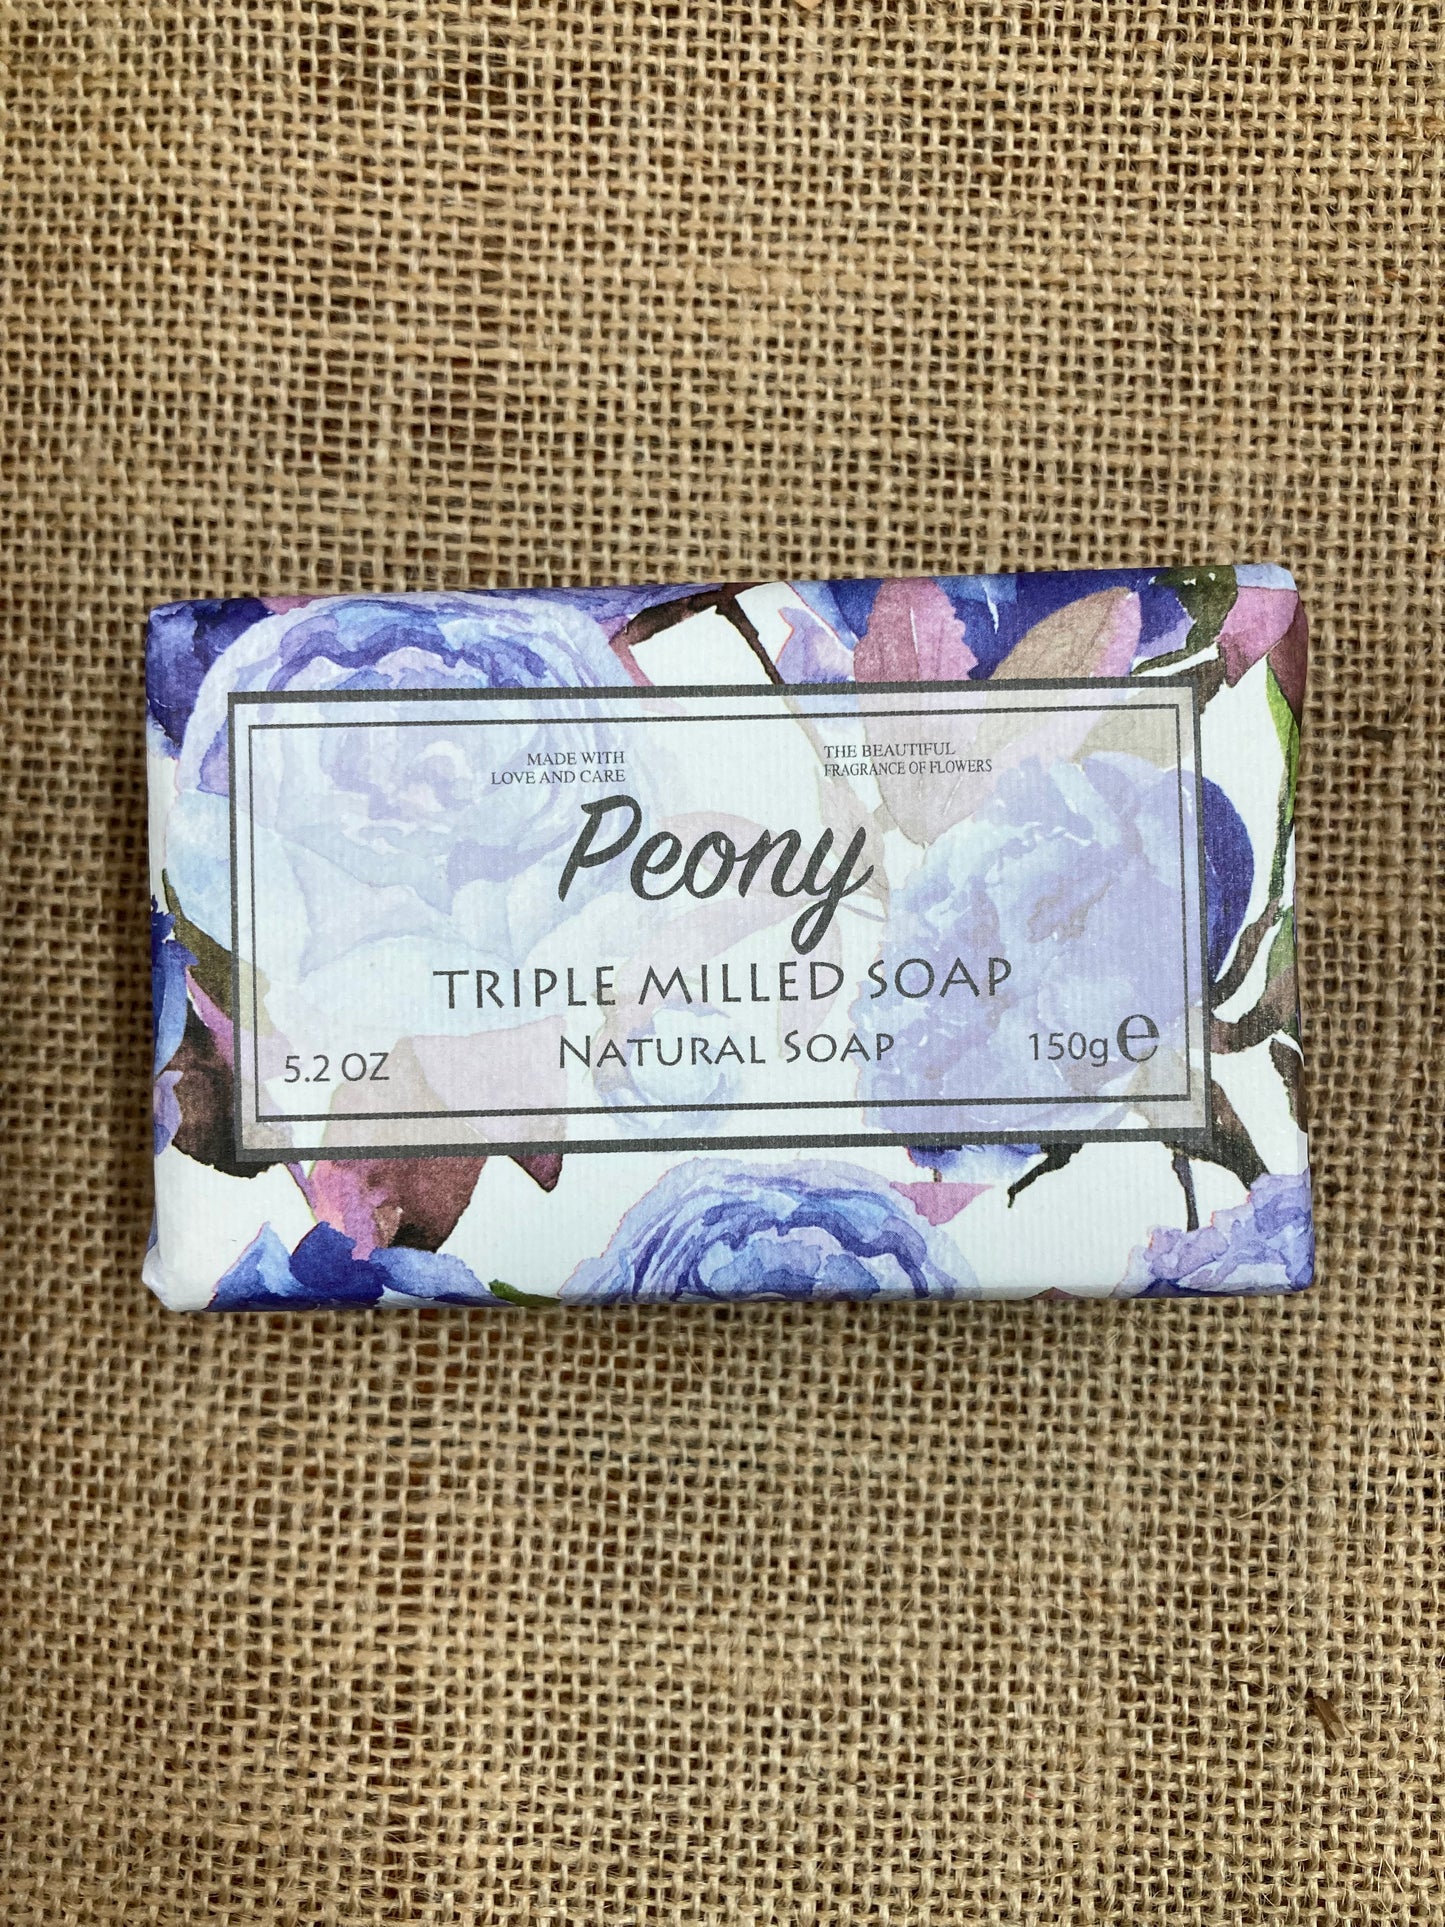 MADE WITH
LOVE AND CARE
THE BEAUTIFUL
FRAGRANCE OF FLOWERS
Peony
TRIPLE MILLED SOAP
NATURAL SOAP
5.2 OZ
150g e